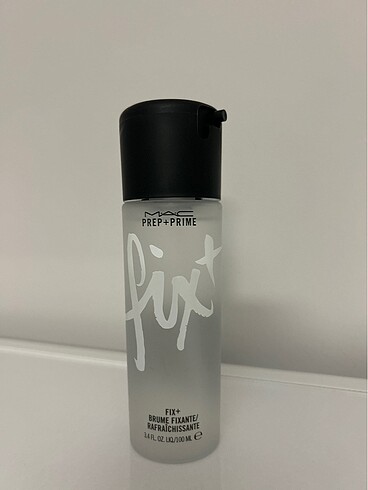 MAC
PREP+PRIME
fix+
FIX+
BRUME FIXANTE/
RAFRAÎCHISSANTE
3.4 FL. OZ. LIQ/100 ML ℮